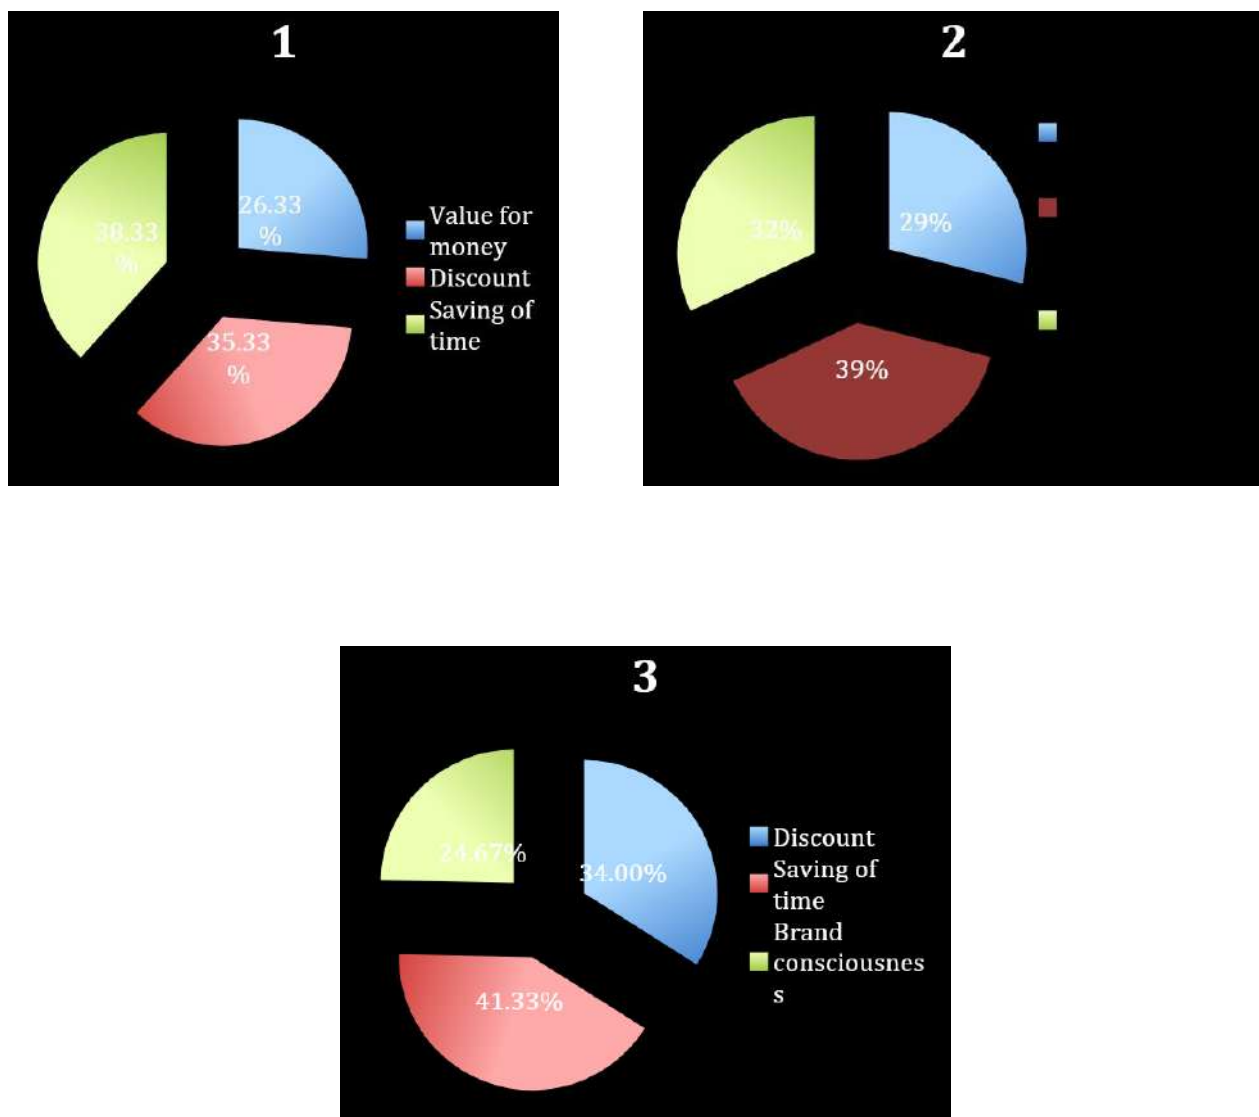 1
26.33
%
38.33
%
35.33
%
Value for
money
Discount
Saving of
time
2
32%
29%
39%
3
24.67%
34.00%
41.33%
Discount
Saving of
time
Brand
consciousnes
s